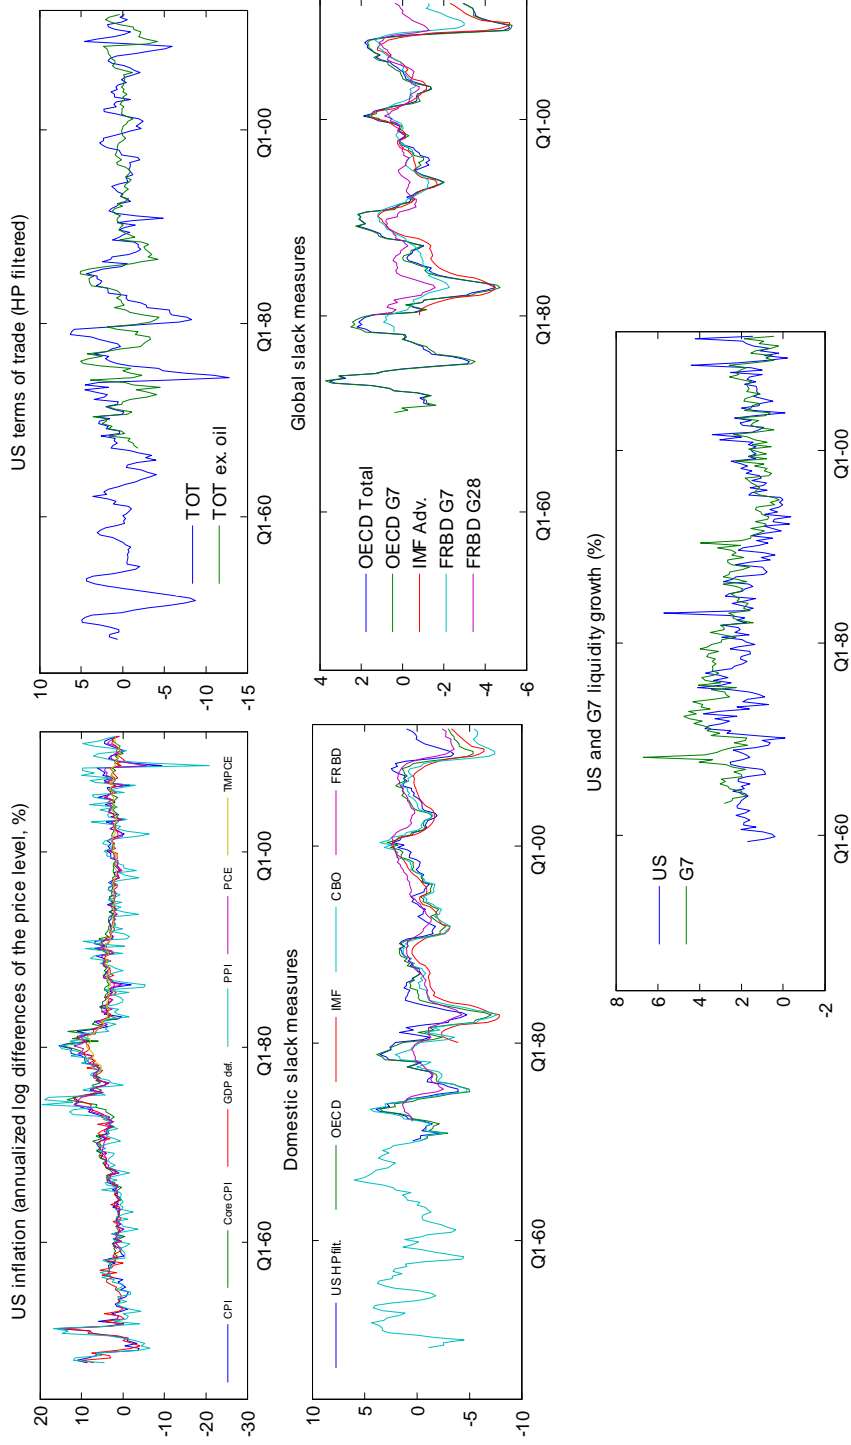 US inflation (annualized log differences of the price level, %)
20
10
0
-10
-20
-30
CPI
Core CPI
GDP def.
PPI
PCE
TMPCE
Q1-60
Q1-80
Q1-00
US terms of trade (HP filtered)
10
5
0
-5
-10
-15
TOT
TOT ex. oil
Q1-60
Q1-80
Q1-00
Domestic slack measures
10
5
0
-5
-10
US HP filt.
OECD
IMF
CBO
FRBD
Q1-60
Q1-80
Q1-00
Global slack measures
4
2
0
-2
-4
-6
OECD Total
OECD G7
IMF Adv.
FRBD G7
FRBD G28
Q1-60
Q1-80
Q1-00
US and G7 liquidity growth (%)
8
6
4
2
0
-2
US
G7
Q1-60
Q1-80
Q1-00